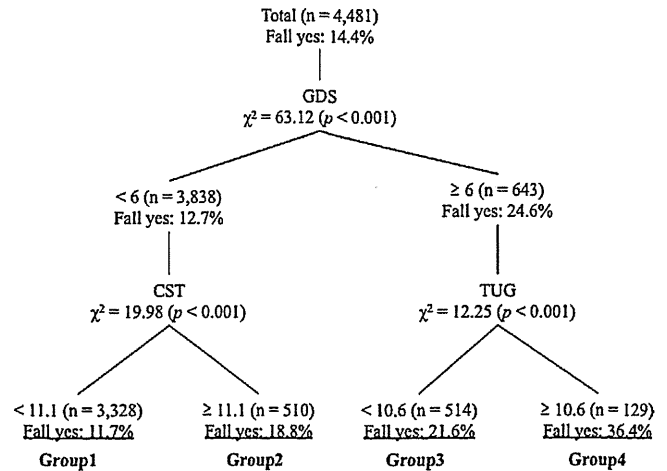 Total (n = 4,481)
Fall yes: 14.4%
GDS
χ² = 63.12 (p < 0.001)
< 6 (n = 3,838)
Fall yes: 12.7%
≥ 6 (n = 643)
Fall yes: 24.6%
CST
χ² = 19.98 (p < 0.001)
TUG
χ² = 12.25 (p < 0.001)
< 11.1 (n = 3,328)
Fall yes: 11.7%
Group1
≥ 11.1 (n = 510)
Fall yes: 18.8%
Group2
< 10.6 (n = 514)
Fall yes: 21.6%
Group3
≥ 10.6 (n = 129)
Fall yes: 36.4%
Group4